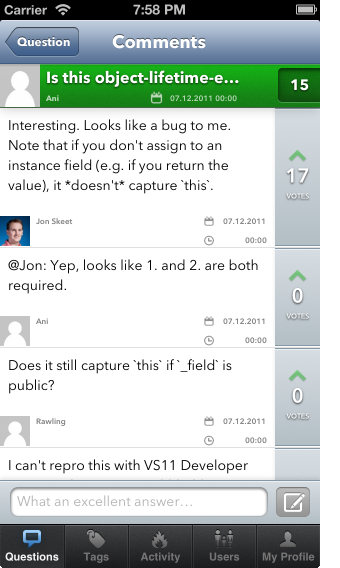 Carrier 7:58 PM
Question Comments
Is this object-lifetime-e...
Ani 07.12.2011 00:00
15
Interesting. Looks like a bug to me.
Note that if you don't assign to an
instance field (e.g. if you return the
value), it *doesn't* capture `this`.
17
VOTES
Jon Skeet 07.12.2011
00:00
@Jon: Yep, looks like 1. and 2. are both
required.
0
VOTES
Ani 07.12.2011
00:00
Does it still capture `this` if `_field` is
public?
0
VOTES
Rawling 07.12.2011
00:00
I can't repro this with VS11 Developer
What an excellent answer...
Questions Tags Activity Users My Profile